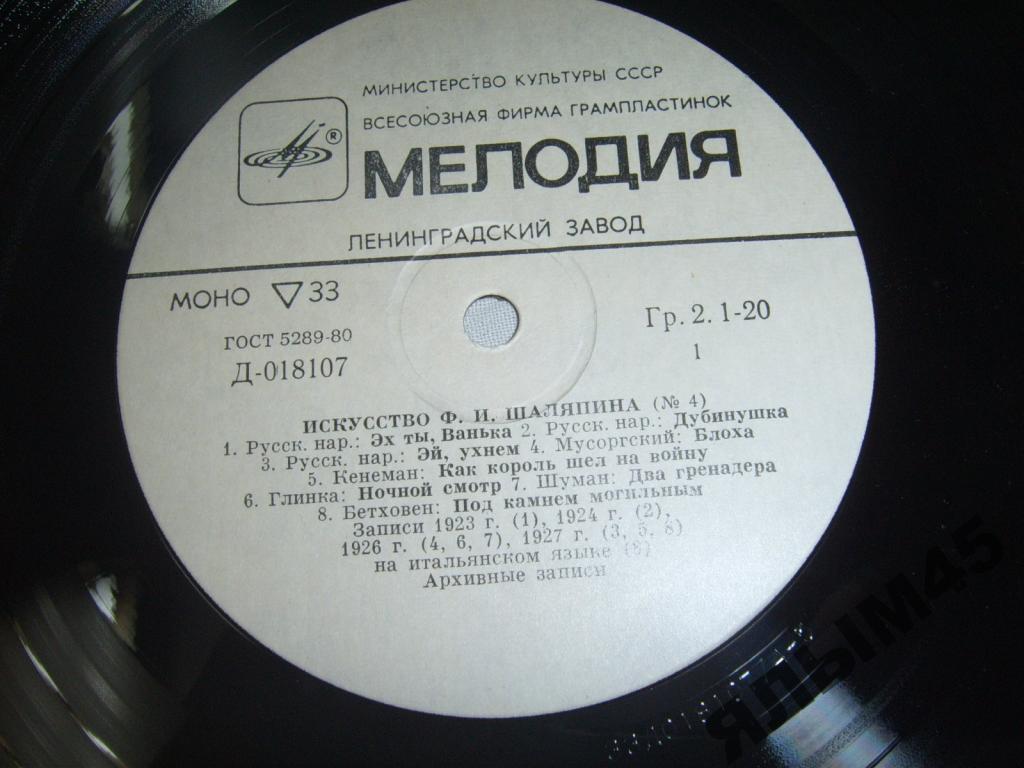 МИНИСТЕРСТВО КУЛЬТУРЫ СССР
ВСЕСОЮЗНАЯ ФИРМА ГРАМПЛАСТИНОК
®
МЕЛОДИЯ
ЛЕНИНГРАДСКИЙ ЗАВОД
МОНО ▽33
ГОСТ 5289-80
Д-018107
Гр. 2. 1-20
1
ИСКУССТВО Ф. И. ШАЛЯПИНА (№ 4)
1. Русск. нар.: Эх ты, Ванька 2. Русск. нар.: Дубинушка
3. Русск. нар.: Эй, ухнем 4. Мусоргский: Блоха
5. Кенеман: Как король шел на войну
6. Глинка: Ночной смотр 7. Шуман: Два гренадера
8. Бетховен: Под камнем могильным
Записи 1923 г. (1), 1924 г. (2),
1926 г. (4, 6, 7), 1927 г. (3, 5, 8)
на итальянском языке (8)
Архивные записи
ЯЛЫМ45